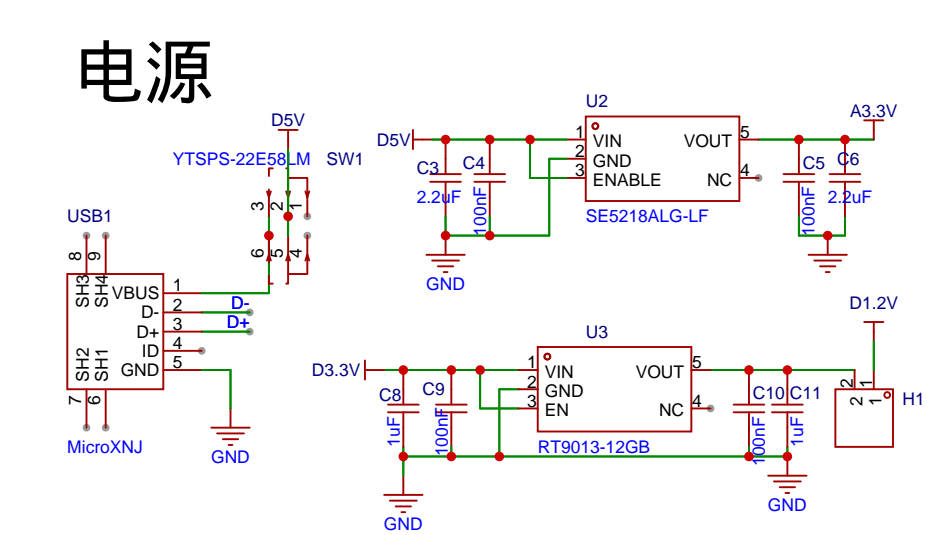 电源
D5V
YTSPS-22E58LM SW1
3 2 1
6 5 4
USB1
8 9
SH3 SH4
VBUS 1
D- 2 D-
D+ 3 D+
ID 4
GND 5
SH2 SH1
7 6
MicroXNJ
GND
U2
A3.3V
D5V
1 VIN VOUT 5
2 GND
3 ENABLE NC 4
C3 C4
2.2uF 100nF
SE5218ALG-LF
C5 C6
100nF 2.2uF
GND
D1.2V
U3
D3.3V
1 VIN VOUT 5
2 GND
3 EN NC 4
C8 C9
1uF 100nF
RT9013-12GB
C10 C11
100nF 1uF
2 1
2 1
H1
GND
GND